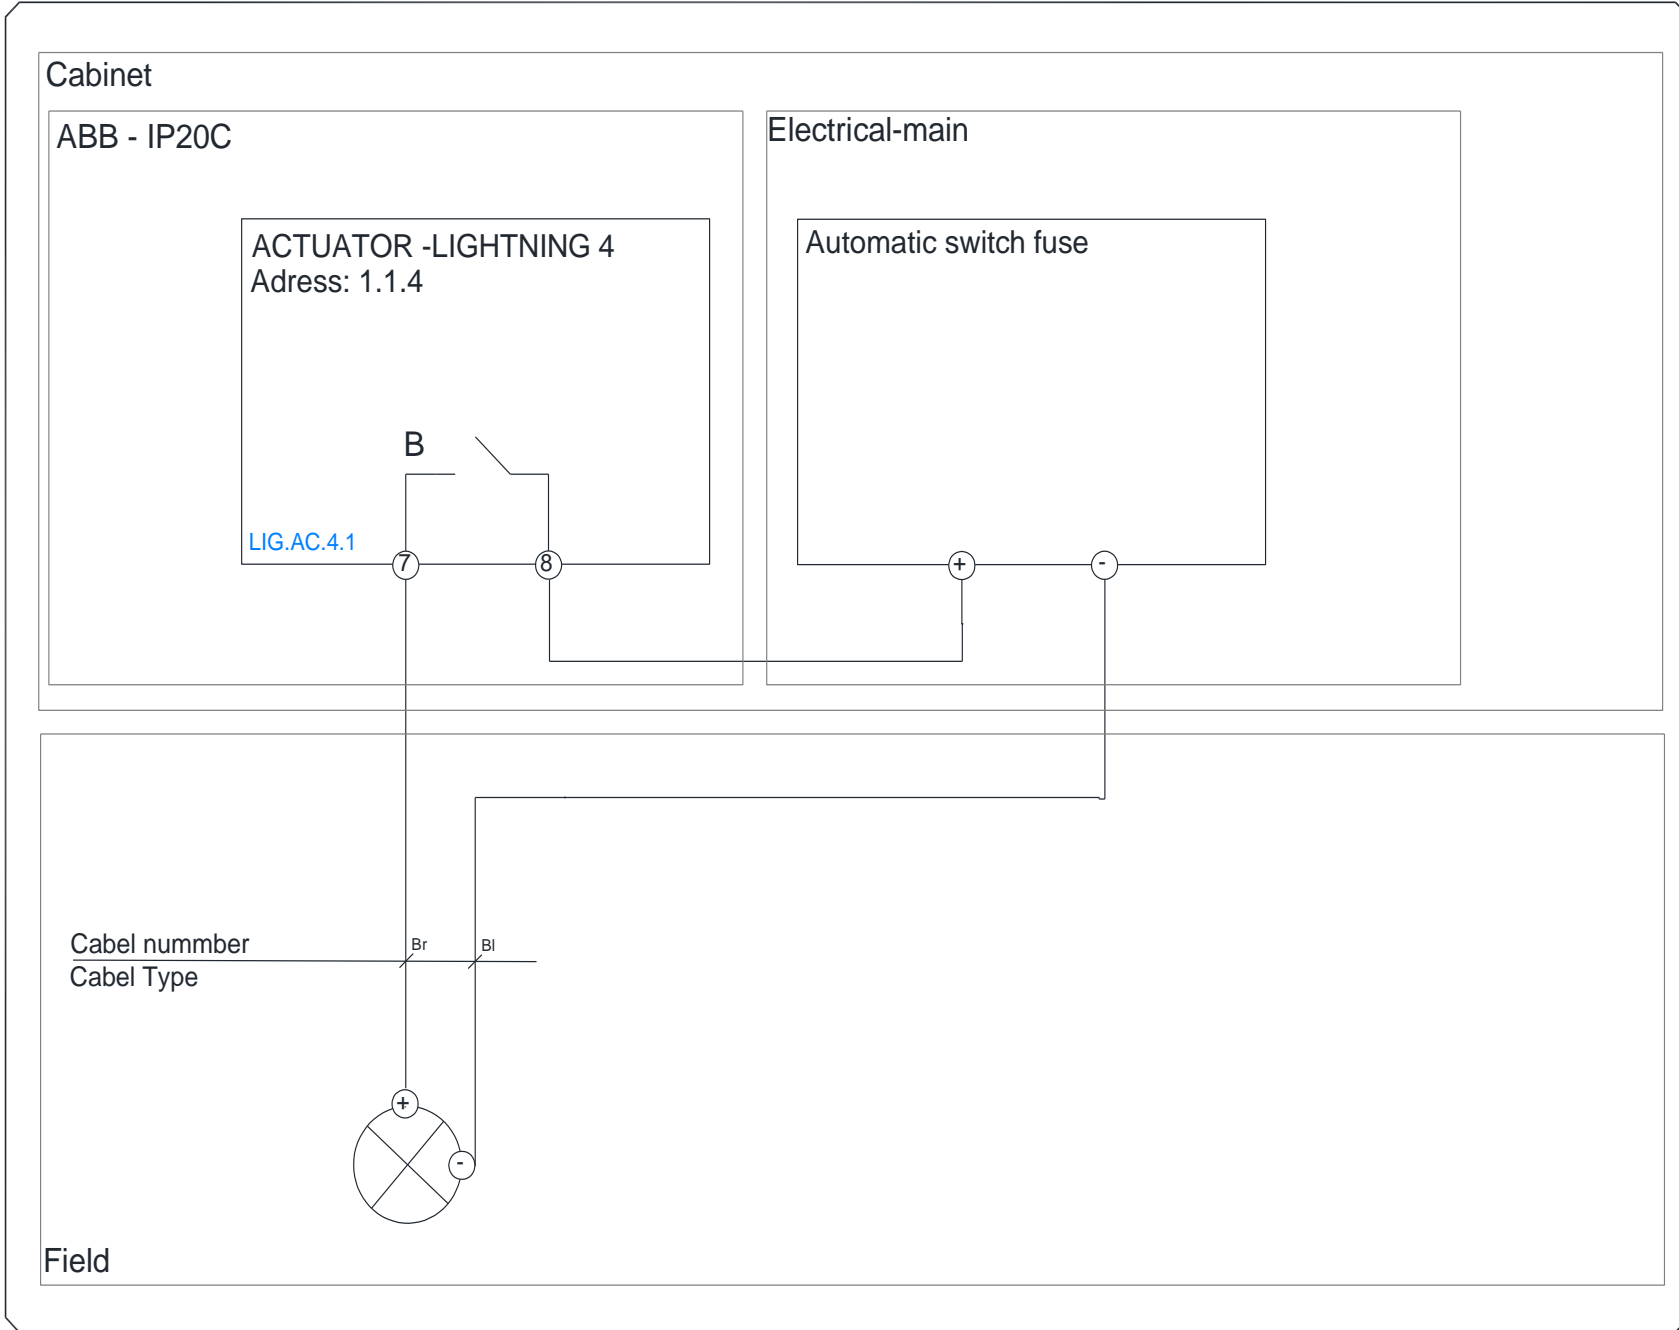 Cabinet
ABB - IP20C
Electrical-main
ACTUATOR -LIGHTNING 4
Adress: 1.1.4
Automatic switch fuse
B
LIG.AC.4.1
7
8
+
-
Cabel nummber
Br
Bl
Cabel Type
+
-
Field